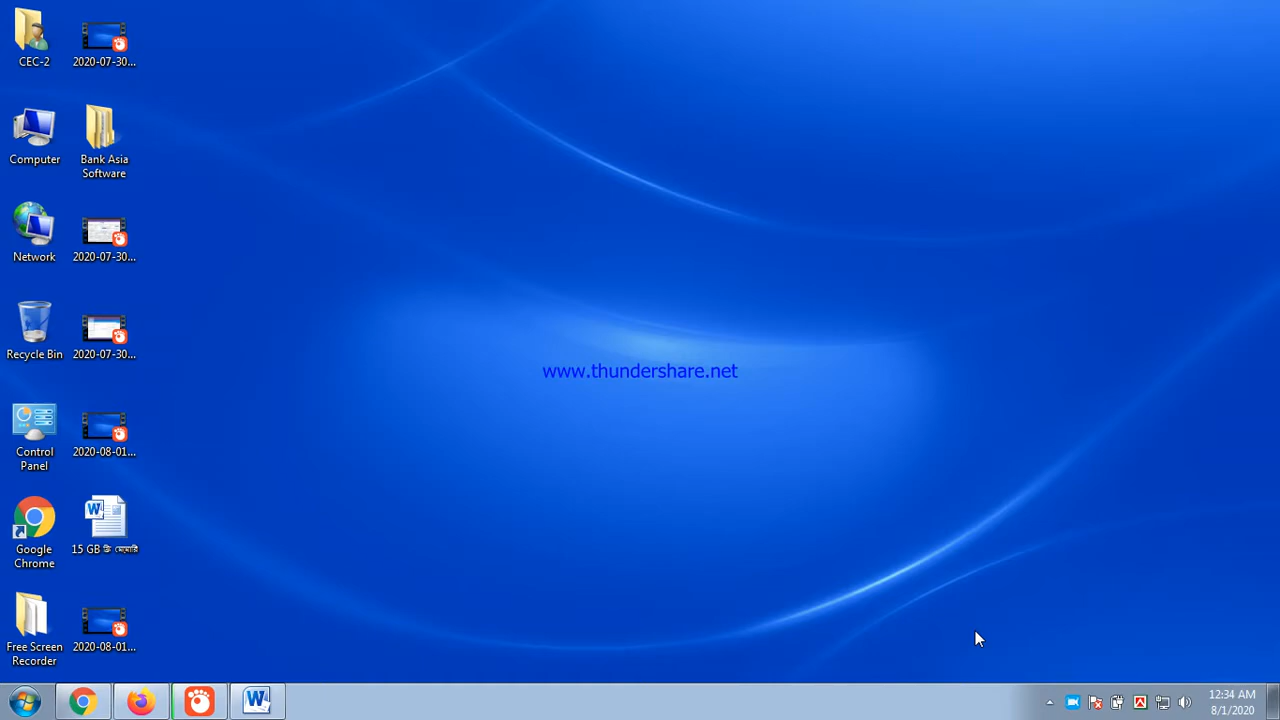 CEC-2
2020-07-30...
Computer
Bank Asia
Software
Network
2020-07-30...
Recycle Bin
2020-07-30...
Control
Panel
2020-08-01...
Google
Chrome
15 GB ফ্রি মেমোরি
Free Screen
Recorder
2020-08-01...
www.thundershare.net
12:34 AM
8/1/2020